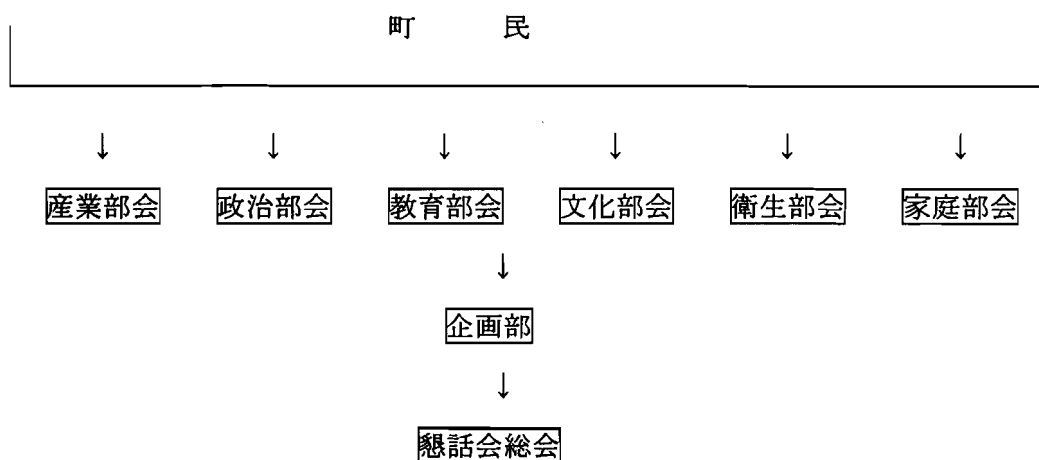 町 民
↓ ↓ ↓ ↓ ↓ ↓
産業部会 政治部会 教育部会 文化部会 衛生部会 家庭部会
↓
企画部
↓
懇話会総会